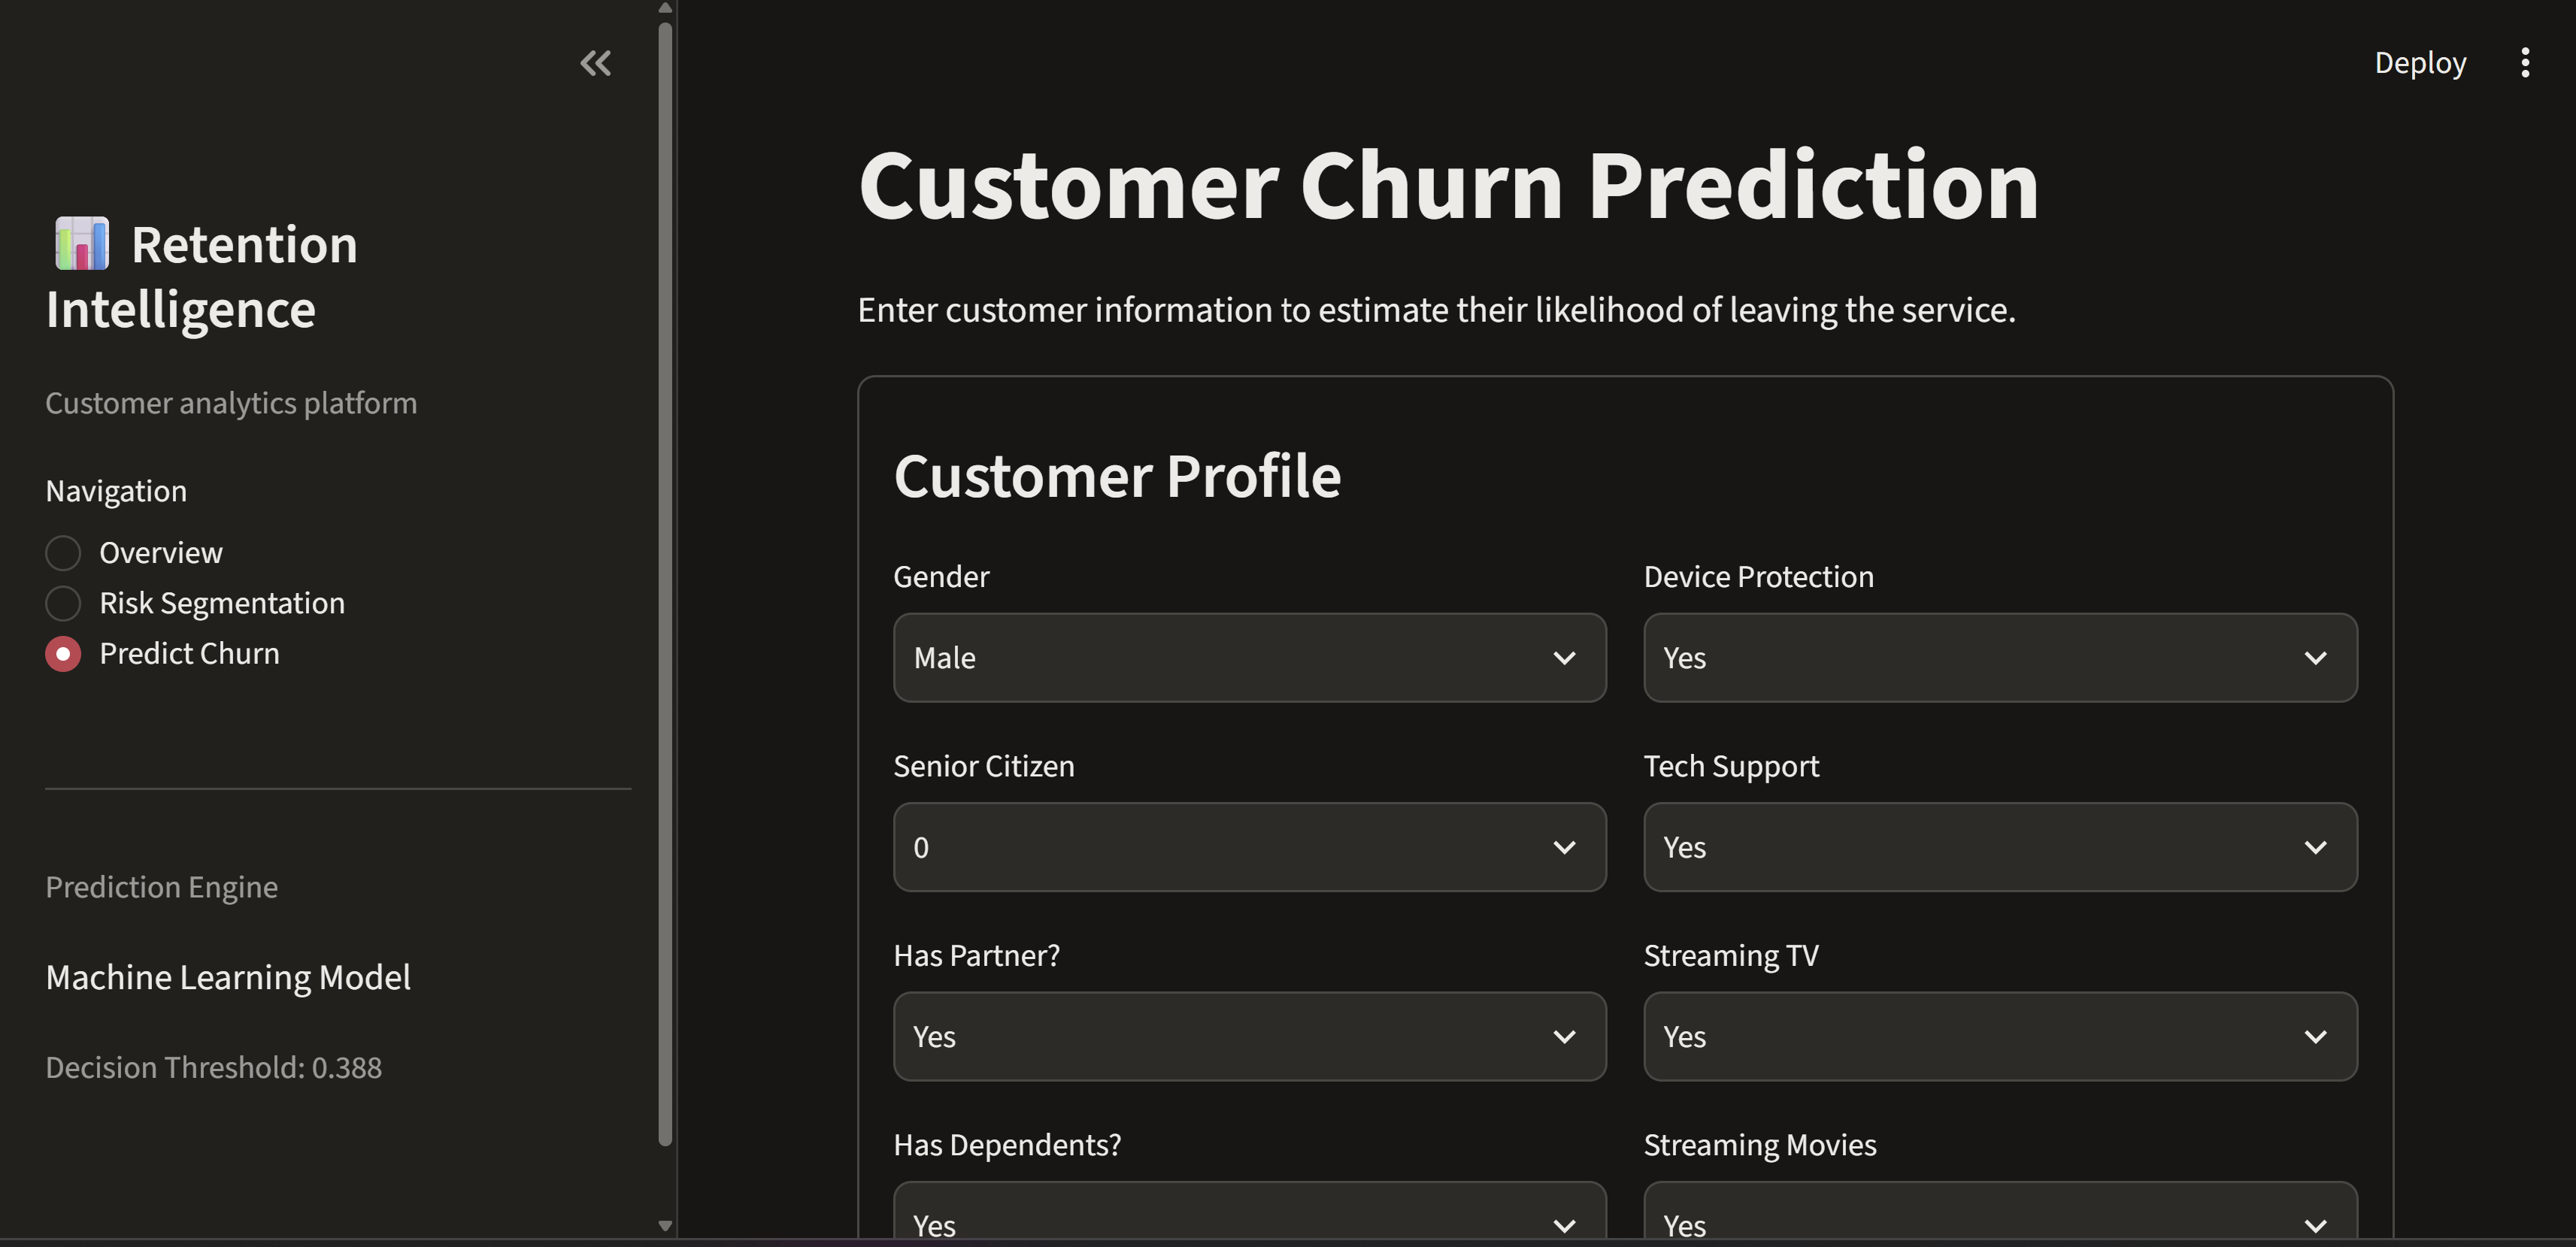 Retention
Intelligence
Customer analytics platform
Navigation
Overview
Risk Segmentation
Predict Churn
Prediction Engine
Machine Learning Model
Decision Threshold: 0.388
Deploy
Customer Churn Prediction
Enter customer information to estimate their likelihood of leaving the service.
Customer Profile
Gender
Male
Senior Citizen
0
Has Partner?
Yes
Has Dependents?
Yes
Device Protection
Yes
Tech Support
Yes
Streaming TV
Yes
Streaming Movies
Yes